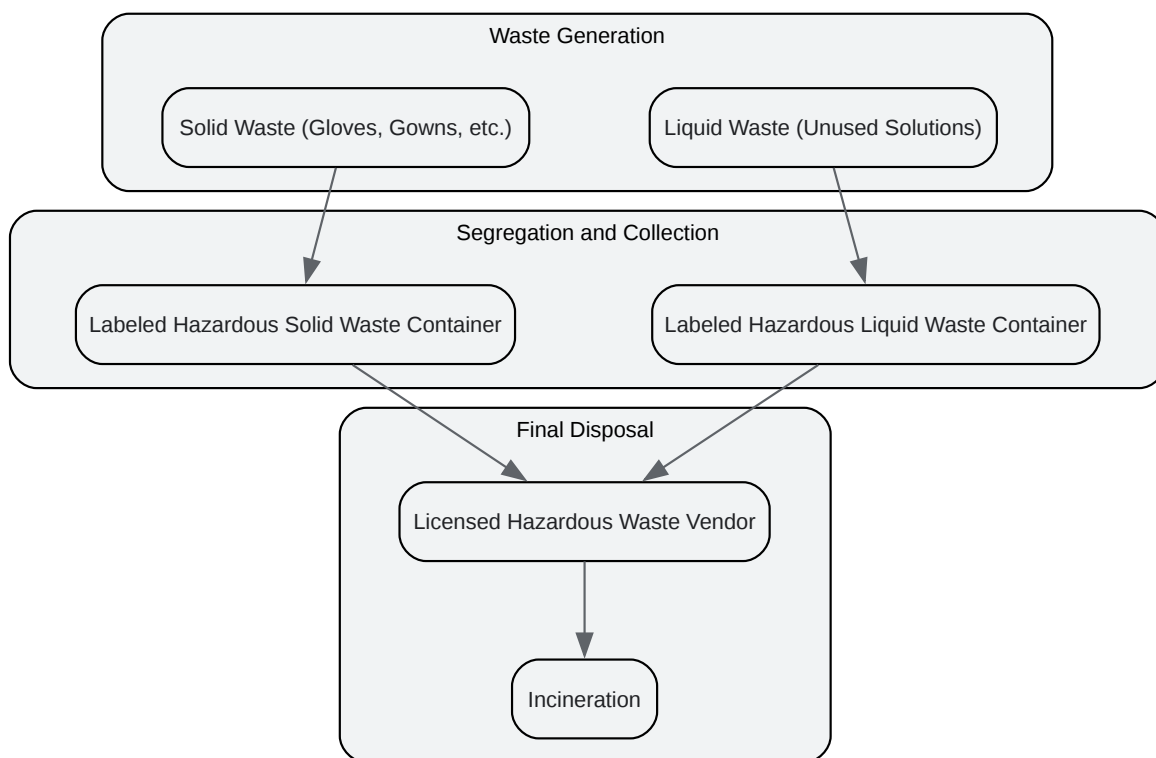 Waste Generation
Solid Waste (Gloves, Gowns, etc.)
Liquid Waste (Unused Solutions)
Segregation and Collection
Labeled Hazardous Solid Waste Container
Labeled Hazardous Liquid Waste Container
Final Disposal
Licensed Hazardous Waste Vendor
Incineration